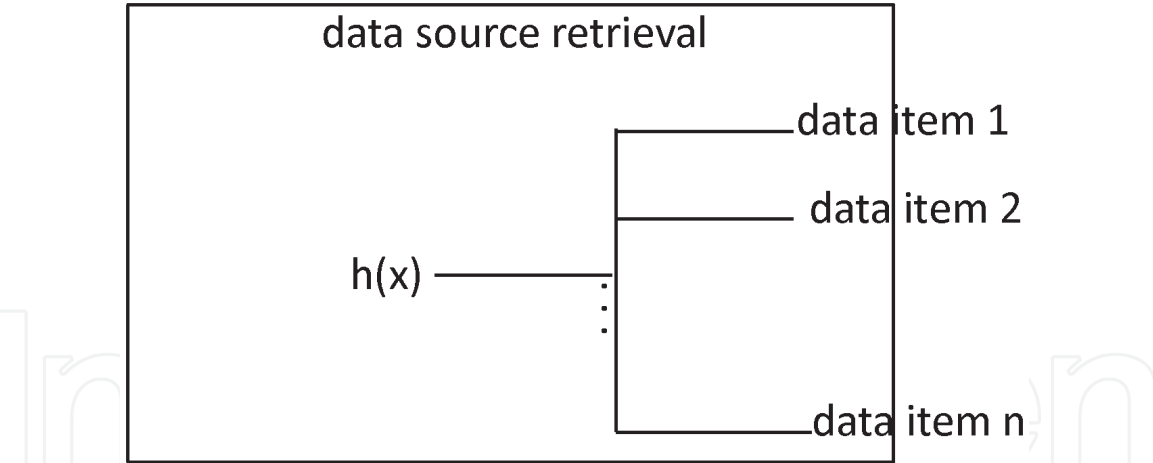 data source retrieval
data item 1
data item 2
h(x)
⋮
data item n